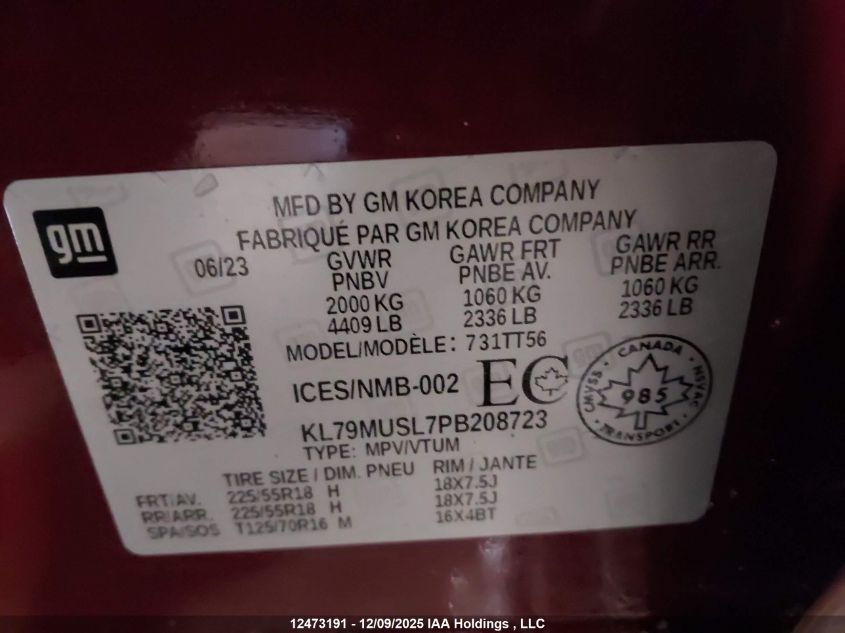 gm
MFD BY GM KOREA COMPANY
FABRIQUÉ PAR GM KOREA COMPANY
06/23
GVWR GAWR FRT GAWR RR
PNBV PNBE AV. PNBE ARR.
2000 KG 1060 KG 1060 KG
4409 LB 2336 LB 2336 LB
MODEL/MODÈLE: 731TT56
ICES/NMB-002 EC
CANADA
CMVSS 985 NSVAC
TRANSPORT
KL79MUSL7PB208723
TYPE: MPV/VTUM
TIRE SIZE / DIM. PNEU RIM / JANTE
FRT/AV. 225/55R18 H 18X7.5J
RR/ARR. 225/55R18 H 18X7.5J
SPA/SOS T125/70R16 M 16X4BT
12473191 - 12/09/2025 IAA Holdings , LLC